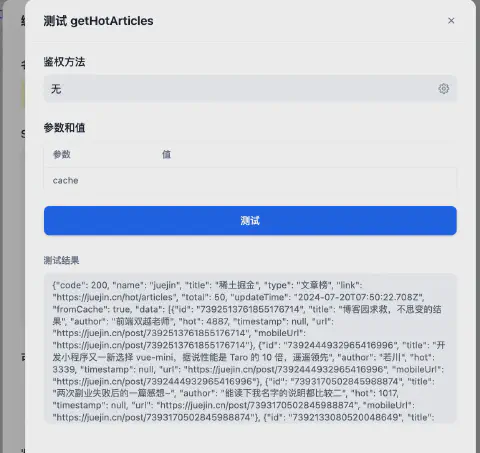 测试 getHotArticles
鉴权方法
无
参数和值
参数 值
cache
测试
测试结果
{"code": 200, "name": "juejin", "title": "稀土掘金", "type": "文章榜", "link":
"https://juejin.cn/hot/articles", "total": 50, "updateTime": "2024-07-20T07:50:22.708Z",
"fromCache": true, "data": [{"id": "7392513761855176714", "title": "博客园求救，不思变的结
果", "author": "前端双越老师", "hot": 4887, "timestamp": null, "url":
"https://juejin.cn/post/7392513761855176714", "mobileUrl":
"https://juejin.cn/post/7392513761855176714"}, {"id": "7392444932965416996", "title": "开
发小程序又一新选择 vue-mini，据说性能是 Taro 的 10 倍，遥遥领先", "author": "若川", "hot":
3339, "timestamp": null, "url": "https://juejin.cn/post/7392444932965416996", "mobileUrl":
"https://juejin.cn/post/7392444932965416996"}, {"id": "7393170502845988874", "title":
"两次副业失败后的一篇感想~", "author": "能读下我名字的说明都比较二", "hot": 1017,
"timestamp": null, "url": "https://juejin.cn/post/7393170502845988874", "mobileUrl":
"https://juejin.cn/post/7393170502845988874"}, {"id": "7392133080520048649", "title":